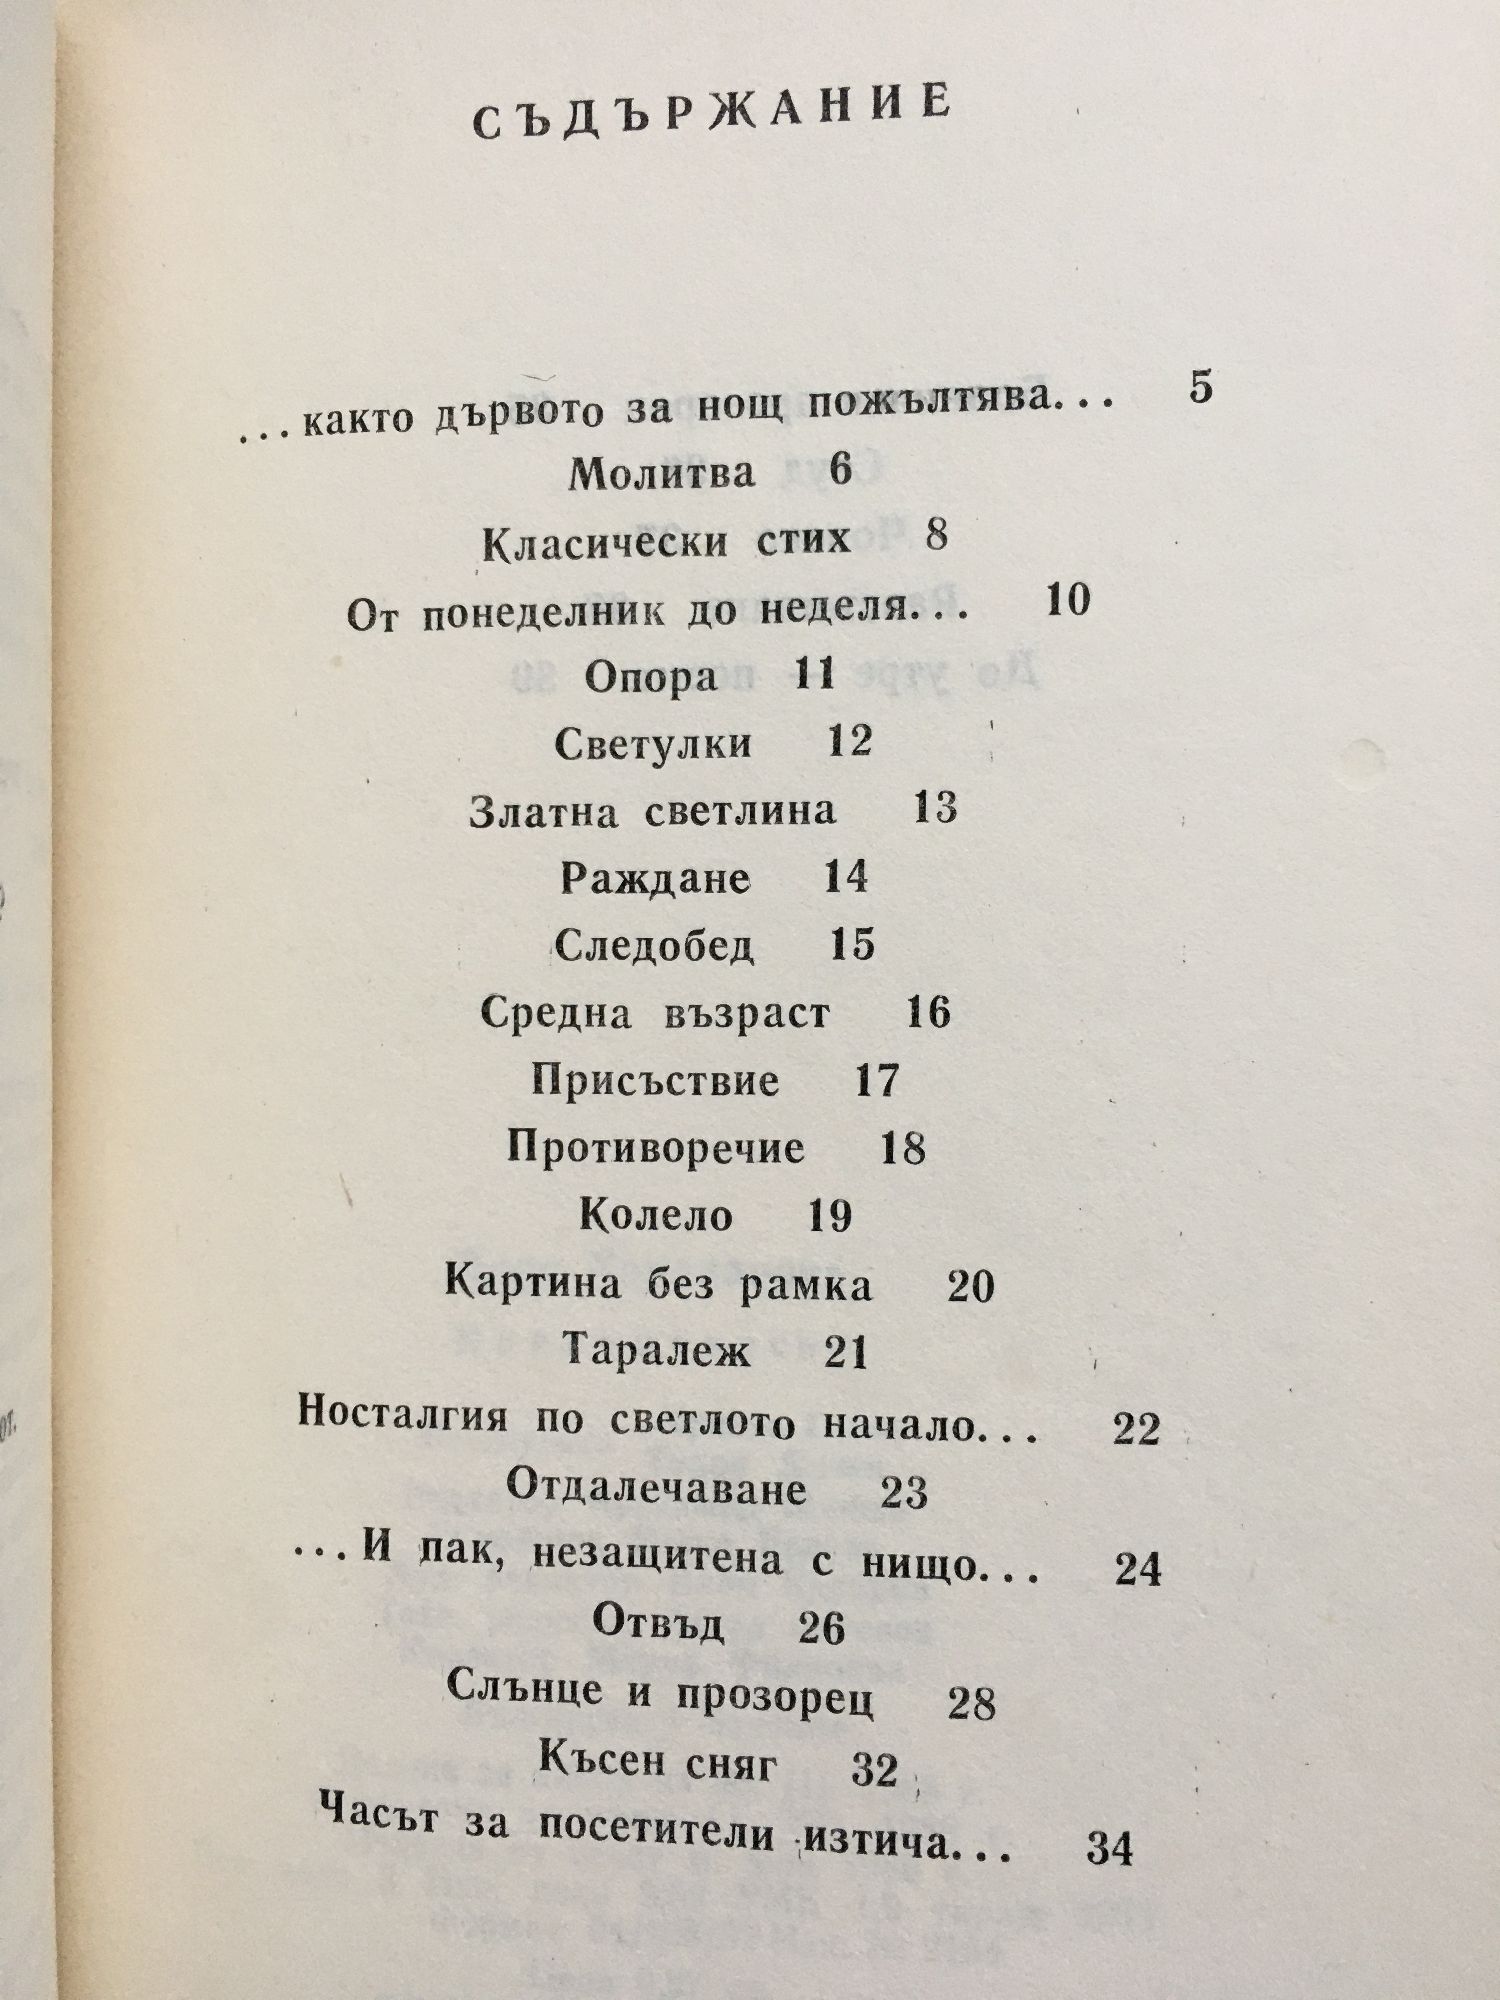 СЪДЪРЖАНИЕ
...както дървото за нощ пожълтява... 5
Молитва 6
Класически стих 8
От понеделник до неделя... 10
Опора 11
Светулки 12
Златна светлина 13
Раждане 14
Следобед 15
Средна възраст 16
Присъствие 17
Противоречие 18
Колело 19
Картина без рамка 20
Таралеж 21
Носталгия по светлото начало... 22
Отдалечаване 23
...И пак, незащитена с нищо... 24
Отвъд 26
Слънце и прозорец 28
Късен сняг 32
Часът за посетители изтича... 34